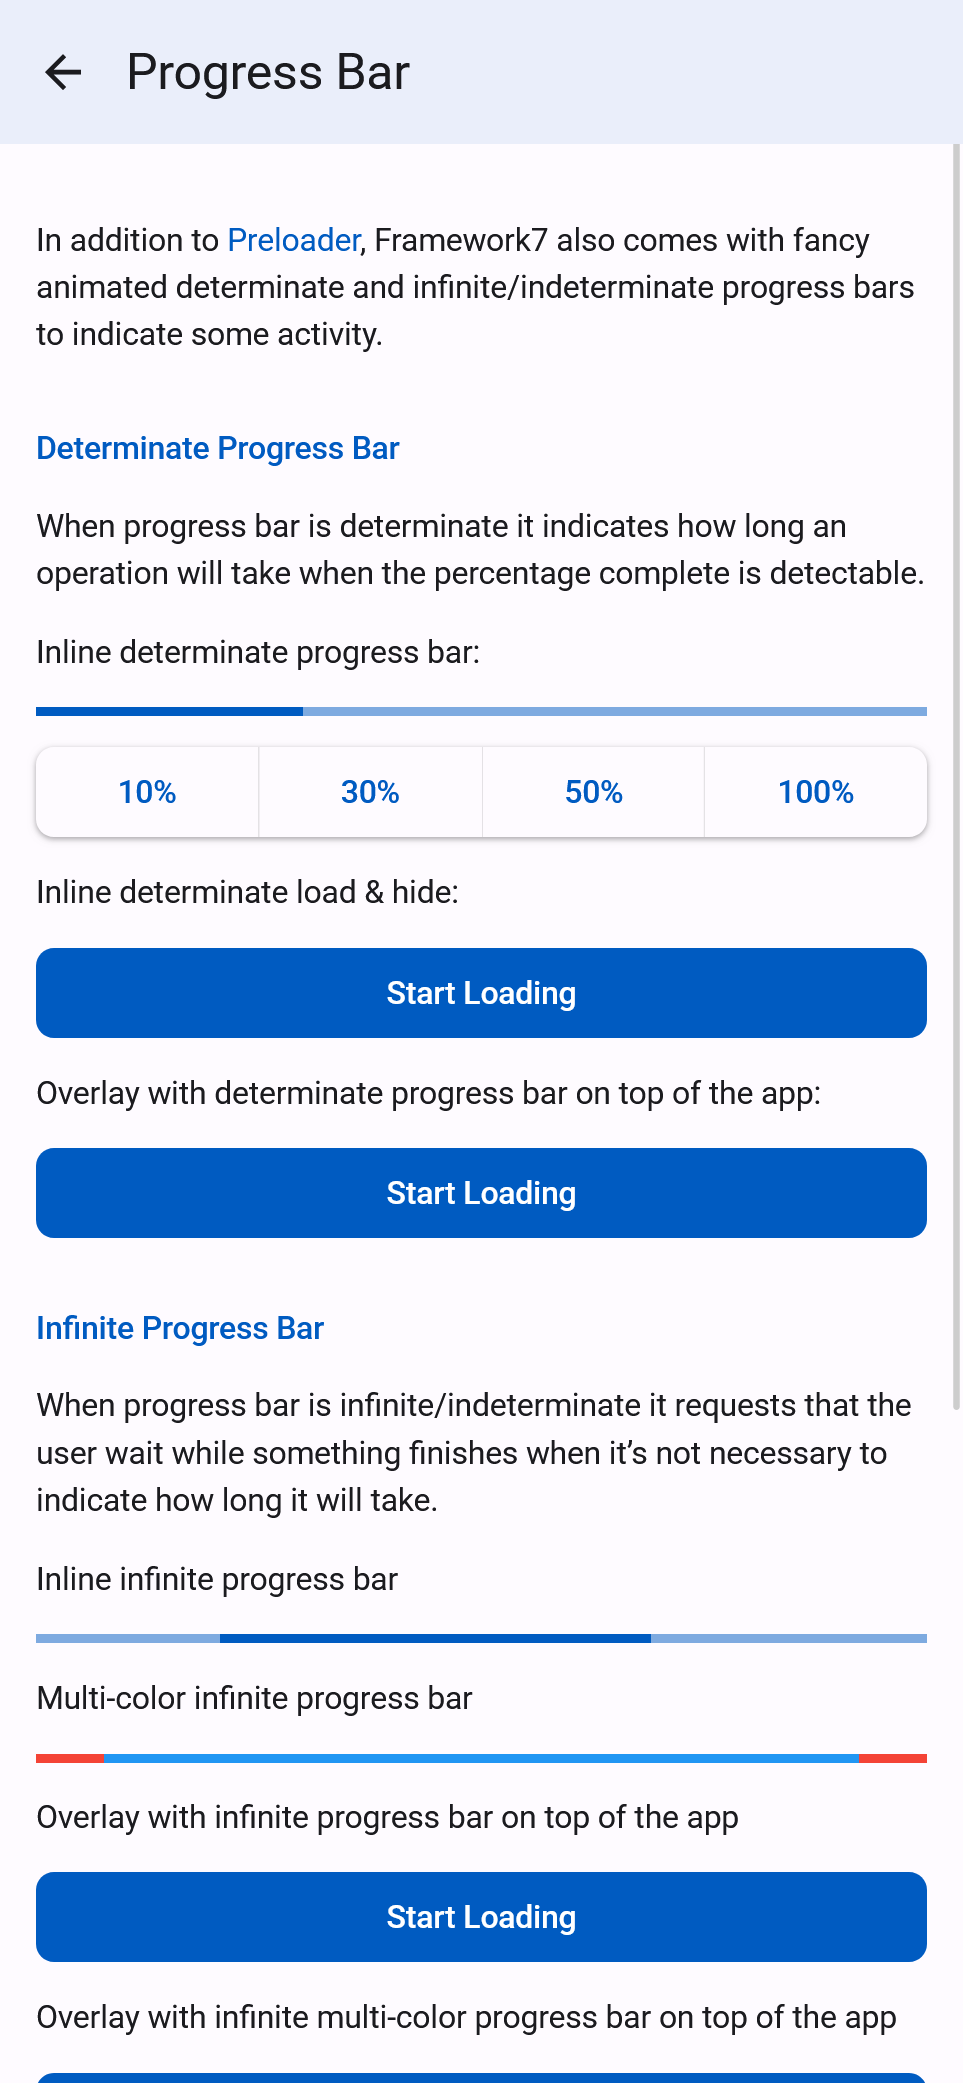 Progress Bar
In addition to Preloader, Framework7 also comes with fancy
animated determinate and infinite/indeterminate progress bars
to indicate some activity.
Determinate Progress Bar
When progress bar is determinate it indicates how long an
operation will take when the percentage complete is detectable.
Inline determinate progress bar:
10% 30% 50% 100%
Inline determinate load & hide:
Start Loading
Overlay with determinate progress bar on top of the app:
Start Loading
Infinite Progress Bar
When progress bar is infinite/indeterminate it requests that the
user wait while something finishes when it’s not necessary to
indicate how long it will take.
Inline infinite progress bar
Multi-color infinite progress bar
Overlay with infinite progress bar on top of the app
Start Loading
Overlay with infinite multi-color progress bar on top of the app